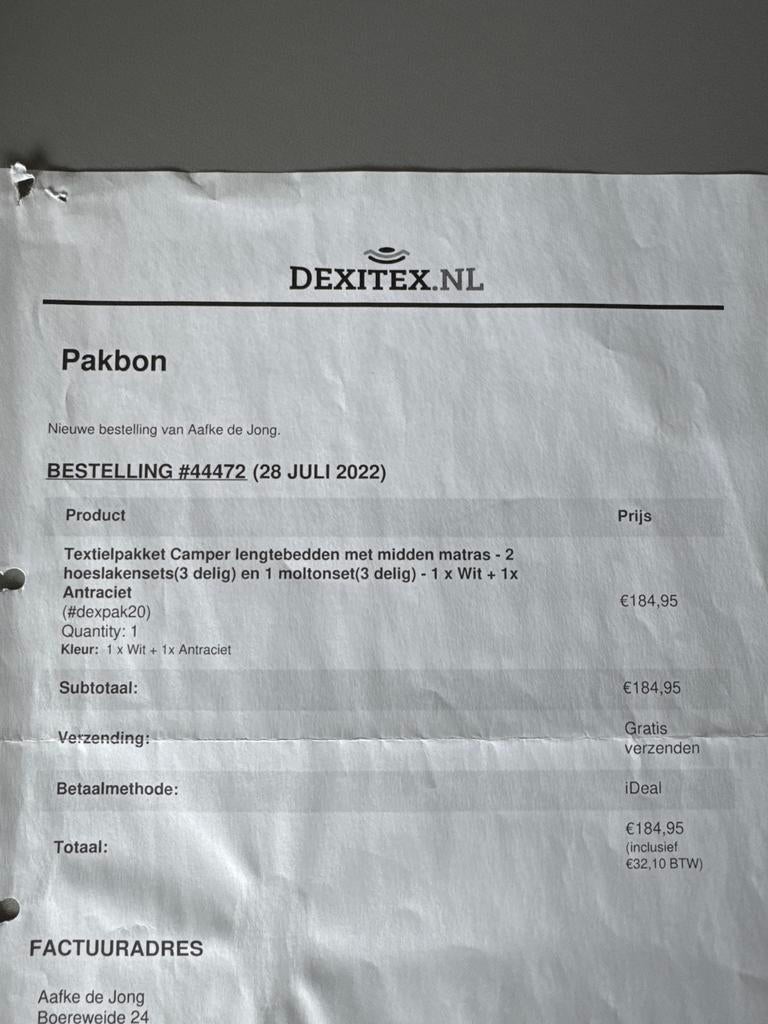 DEXITEX.NL
Pakbon
Nieuwe bestelling van Aafke de Jong.
BESTELLING #44472 (28 JULI 2022)
Product Prijs
Textielpakket Camper lengtebedden met midden matras - 2
hoeslakensets(3 delig) en 1 moltonset(3 delig) - 1 x Wit + 1x
Antraciet
(#dexpak20)
€184,95
Quantity: 1
Kleur: 1 x Wit + 1x Antraciet
Subtotaal: €184,95
Verzending: Gratis
verzenden
Betaalmethode: iDeal
Totaal: €184,95
(inclusief
€32,10 BTW)
FACTUURADRES
Aafke de Jong
Boereweide 24